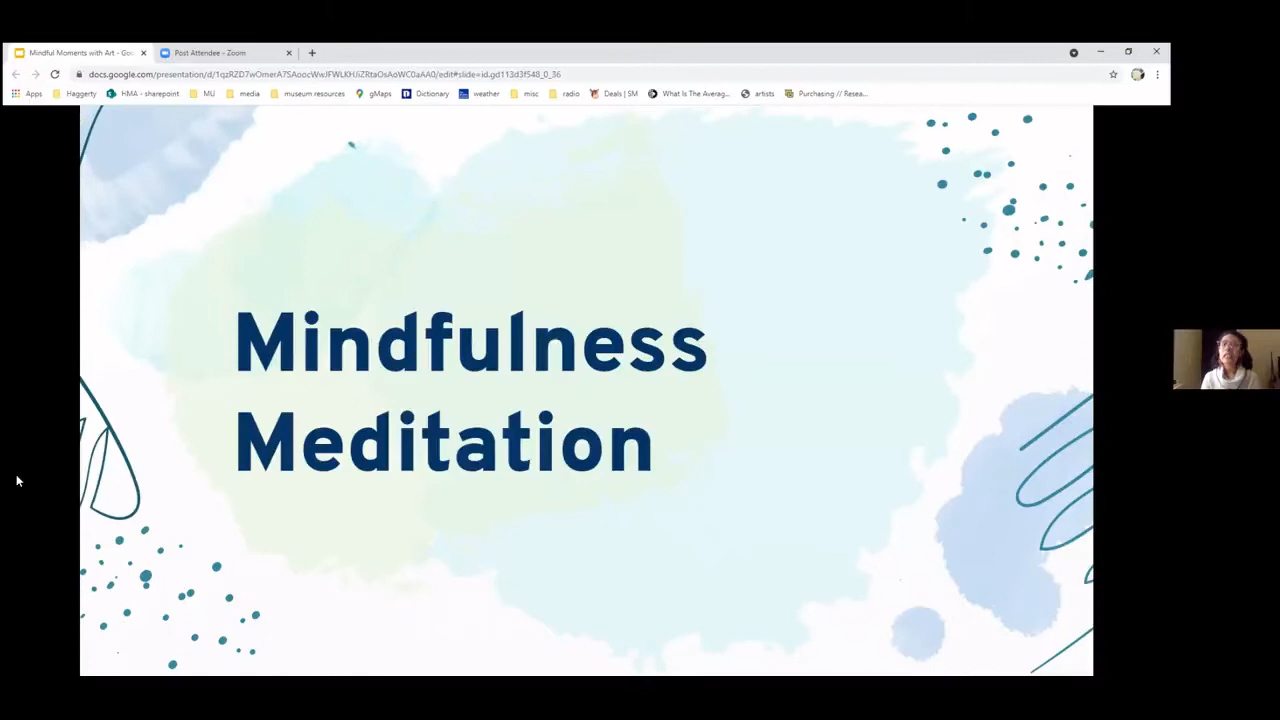 Mindful Moments with Art - Goo
Post Attendee - Zoom
docs.google.com/presentation/d/1qzRZD7wOmerA7SAoocWwJFWLKHJiZRtaOsAoWC0aAA0/edit#slide=id.gd113d3f548_0_36
Apps Haggerty HMA - sharepoint MU media museum resources gMaps Dictionary weather misc radio Deals | SM What Is The Averag... artists Purchasing // Resea...
Mindfulness
Meditation